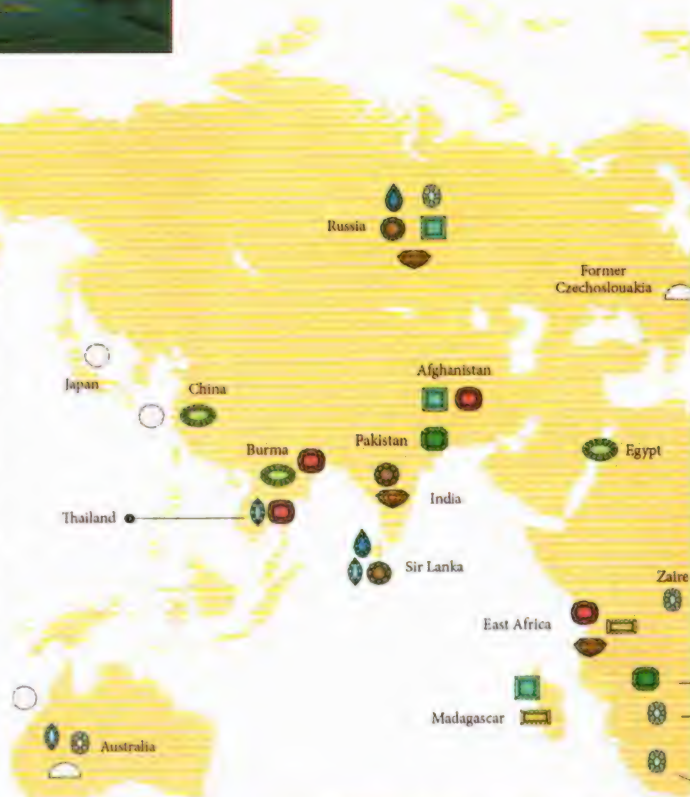 Russia
Former
Czechoslouakia
Afghanistan
Japan
China
Burma
Pakistan
Egypt
India
Thailand
Sir Lanka
Zaire
East Africa
Madagascar
Australia